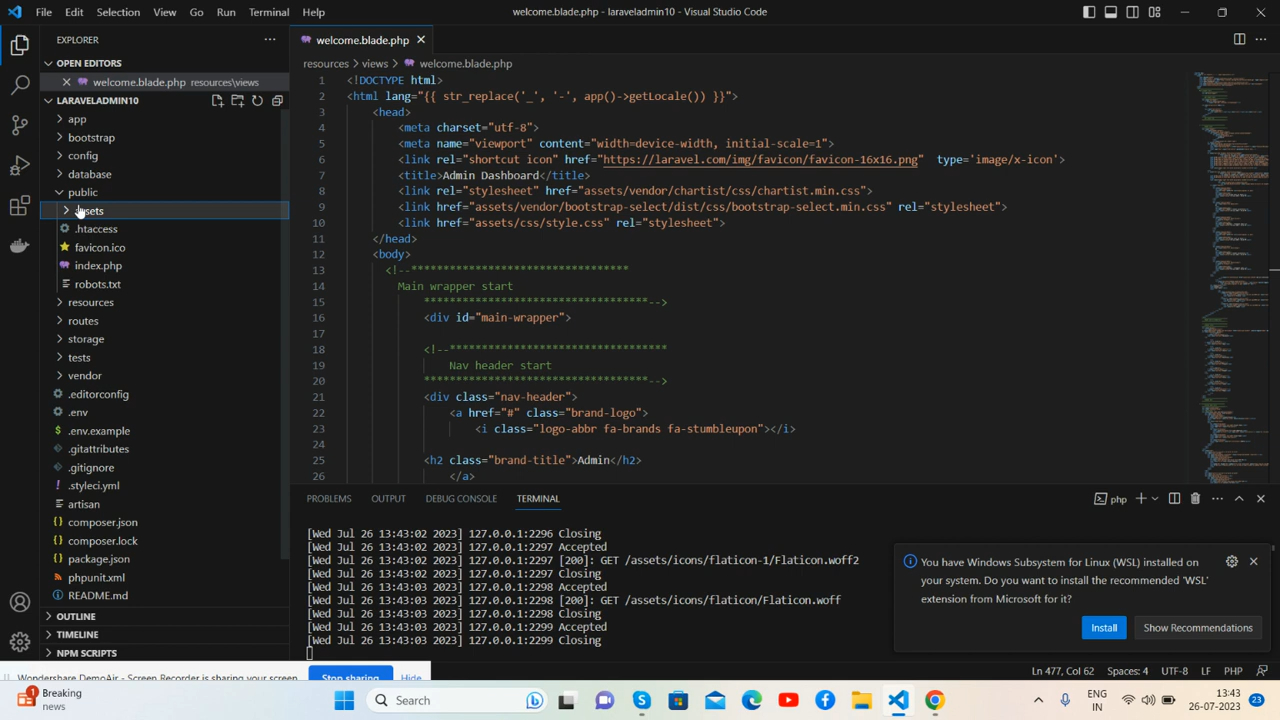 File Edit Selection View Go Run Terminal Help
welcome.blade.php - laraveladmin10 - Visual Studio Code
EXPLORER
OPEN EDITORS
welcome.blade.php resources\views
LARAVELADMIN10
app
bootstrap
config
database
public
.htaccess
favicon.ico
index.php
robots.txt
resources
routes
storage
tests
vendor
.editorconfig
.env
.env.example
.gitattributes
.gitignore
.styleci.yml
artisan
composer.json
composer.lock
package.json
phpunit.xml
README.md
OUTLINE
TIMELINE
NPM SCRIPTS
welcome.blade.php
resources > views > welcome.blade.php
1 <!DOCTYPE html>
2 <html lang="{{ str_replace('_', '-', app()->getLocale()) }}">
3 <head>
4 <meta charset="utf-8">
5 <meta name="viewport" content="width=device-width, initial-scale=1">
6 <link rel="shortcut icon" href="https://laravel.com/img/favicon/favicon-16x16.png" type='image/x-icon'>
7 <title>Admin Dashboard</title>
8 <link rel="stylesheet" href="assets/vendor/chartist/css/chartist.min.css">
9 <link href="assets/vendor/bootstrap-select/dist/css/bootstrap-select.min.css" rel="stylesheet">
10 <link href="assets/css/style.css" rel="stylesheet">
11 </head>
12 <body>
13 <!--*******************************
14 Main wrapper start
15 ********************************-->
16 <div id="main-wrapper">
17
18 <!--********************************
19 Nav header start
20 ********************************-->
21 <div class="nav-header">
22 <a href="#" class="brand-logo">
23 <i class="logo-abbr fa-brands fa-stumbleupon"></i>
24
25 <h2 class="brand-title">Admin</h2>
26 </a>
PROBLEMS OUTPUT DEBUG CONSOLE TERMINAL
php
[Wed Jul 26 13:43:02 2023] 127.0.0.1:2296 Closing
[Wed Jul 26 13:43:02 2023] 127.0.0.1:2297 Accepted
[Wed Jul 26 13:43:02 2023] 127.0.0.1:2297 [200]: GET /assets/icons/flaticon-1/Flaticon.woff2
[Wed Jul 26 13:43:02 2023] 127.0.0.1:2297 Closing
[Wed Jul 26 13:43:03 2023] 127.0.0.1:2298 Accepted
[Wed Jul 26 13:43:03 2023] 127.0.0.1:2298 [200]: GET /assets/icons/flaticon/Flaticon.woff
[Wed Jul 26 13:43:03 2023] 127.0.0.1:2298 Closing
[Wed Jul 26 13:43:03 2023] 127.0.0.1:2299 Accepted
[Wed Jul 26 13:43:03 2023] 127.0.0.1:2299 Closing
You have Windows Subsystem for Linux (WSL) installed on
your system. Do you want to install the recommended 'WSL'
extension from Microsoft for it?
Install Show Recommendations
Ln 477, Col 62 Spaces: 4 UTF-8 LF PHP
Wondershare DemoAir - Screen Recorder is sharing your screen.
Stop sharing Hide
Breaking
news
1
Search
ENG
IN
13:43
26-07-2023
23